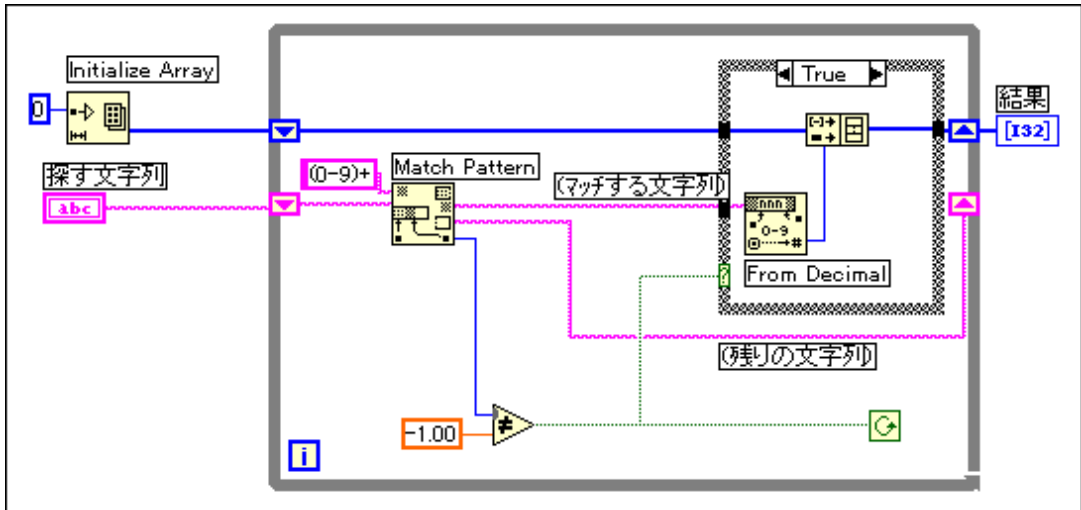 Initialize Array
0
探す文字列
abc
(0-9)+
Match Pattern
(マッチする文字列)
True
nnn
0-9
#
From Decimal
結果
[I32]
(残りの文字列)
-1.00
≠
i
?